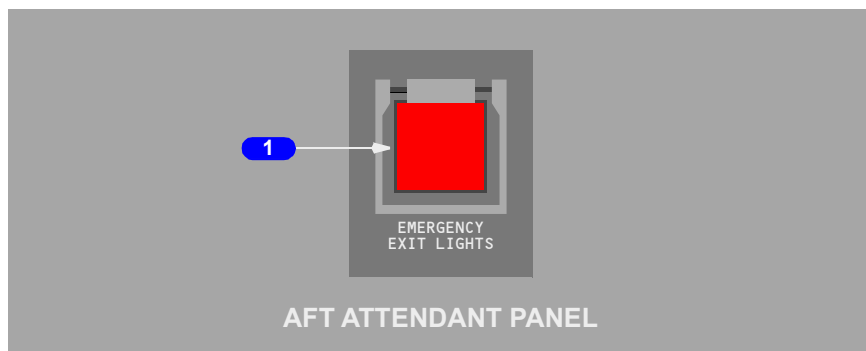 1
EMERGENCY
EXIT LIGHTS
AFT ATTENDANT PANEL